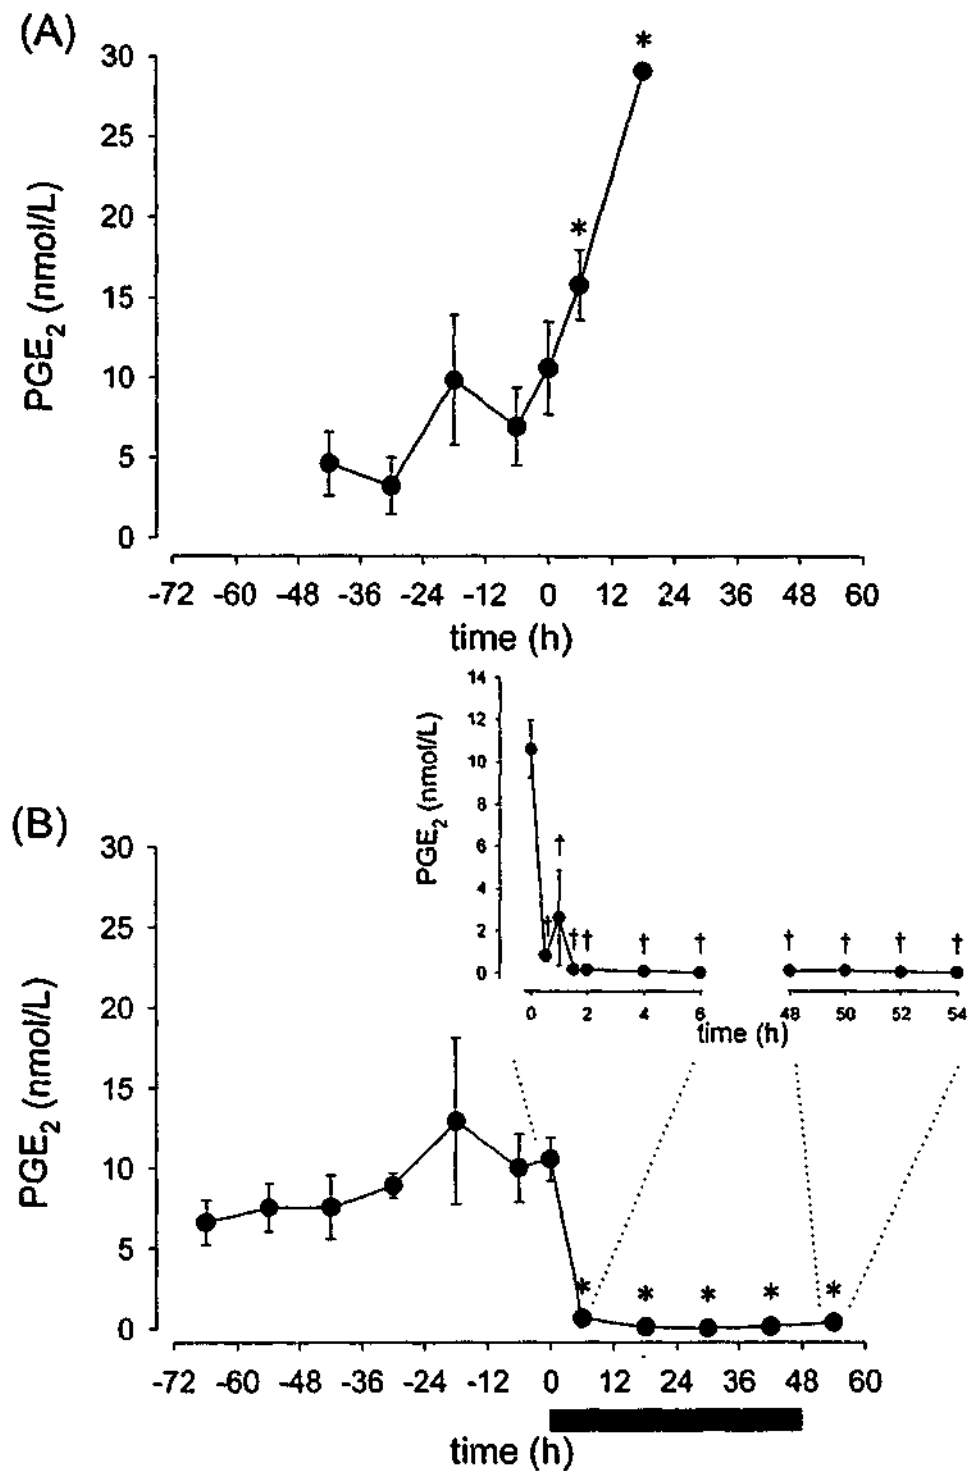 (A)
*
30
25
20
*
15
10
5
0
PGE2 (nmol/L)
-72 -60 -48 -36 -24 -12 0 12 24 36 48 60
time (h)
14
12
10
8
6
4
2
0
PGE2 (nmol/L)
†
† † † † † † † † †
0 2 4 6 48 50 52 54
time (h)
(B)
30
25
20
15
10
5
0
PGE2 (nmol/L)
* * * * *
-72 -60 -48 -36 -24 -12 0 12 24 36 48 60
time (h)